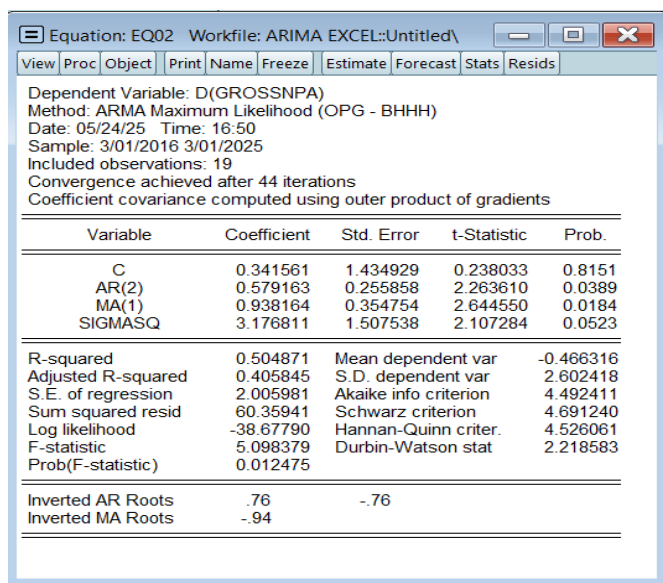 Equation: EQ02 Workfile: ARIMA EXCEL::Untitled\
View Proc Object Print Name Freeze Estimate Forecast Stats Resids
Dependent Variable: D(GROSSNPA)
Method: ARMA Maximum Likelihood (OPG - BHHH)
Date: 05/24/25 Time: 16:50
Sample: 3/01/2016 3/01/2025
Included observations: 19
Convergence achieved after 44 iterations
Coefficient covariance computed using outer product of gradients
Variable Coefficient Std. Error t-Statistic Prob.
C 0.341561 1.434929 0.238033 0.8151
AR(2) 0.579163 0.255858 2.263610 0.0389
MA(1) 0.938164 0.354754 2.644550 0.0184
SIGMASQ 3.176811 1.507538 2.107284 0.0523
R-squared 0.504871 Mean dependent var -0.466316
Adjusted R-squared 0.405845 S.D. dependent var 2.602418
S.E. of regression 2.005981 Akaike info criterion 4.492411
Sum squared resid 60.35941 Schwarz criterion 4.691240
Log likelihood -38.67790 Hannan-Quinn criter. 4.526061
F-statistic 5.098379 Durbin-Watson stat 2.218583
Prob(F-statistic) 0.012475
Inverted AR Roots .76 -.76
Inverted MA Roots -.94